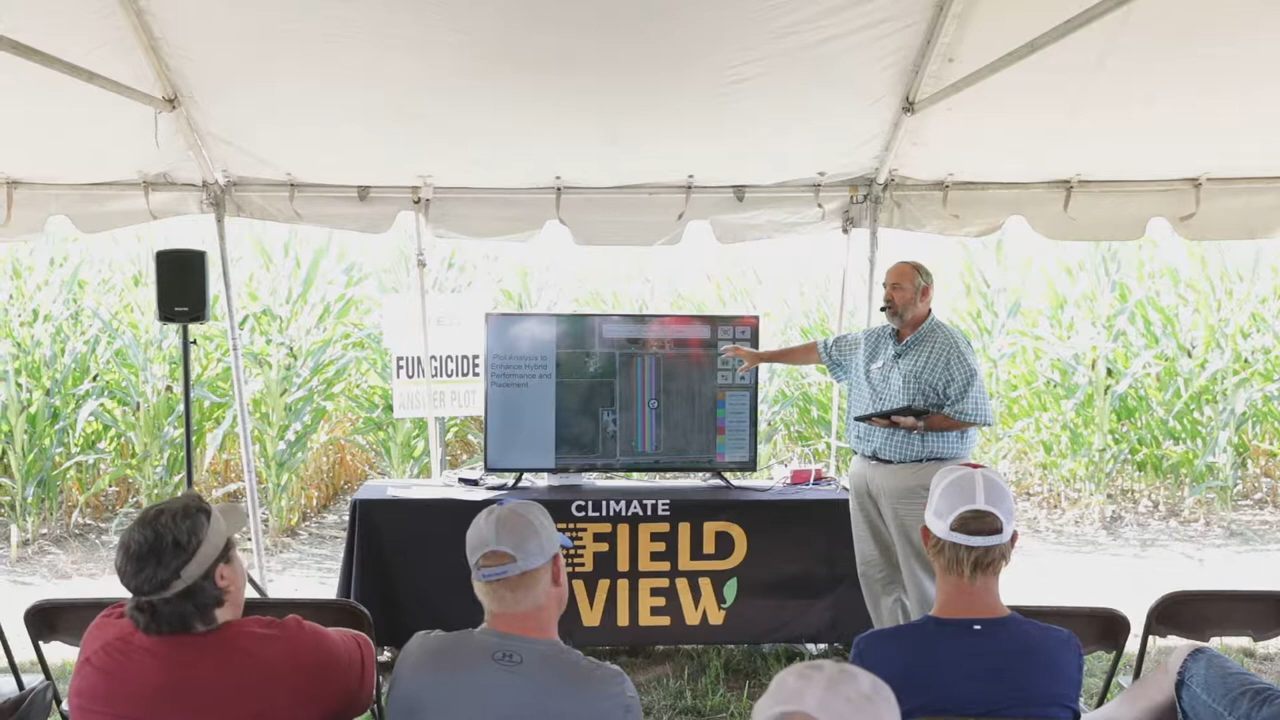 FUNGICIDE
ANSWER PLOT
Plot Analysis to
Enhance Hybrid
Performance and
Placement
CLIMATE
FIELD
VIEW